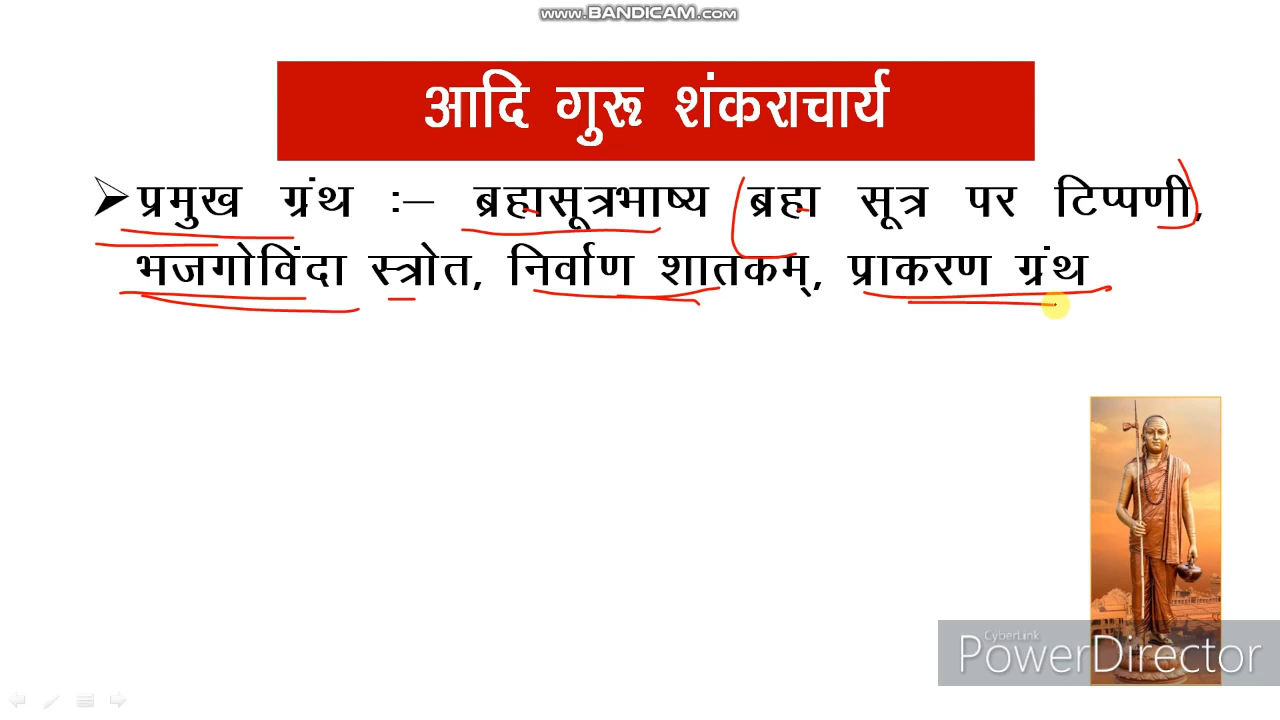 www.BANDICAM.com
आदि गुरू शंकराचार्य
प्रमुख ग्रंथ :– ब्रह्मसूत्रभाष्य ब्रह्म सूत्र पर टिप्पणी,
भजगोविंदा स्त्रोत, निर्वाण शातकम्, प्राकरण ग्रंथ
CyberLink
PowerDirector